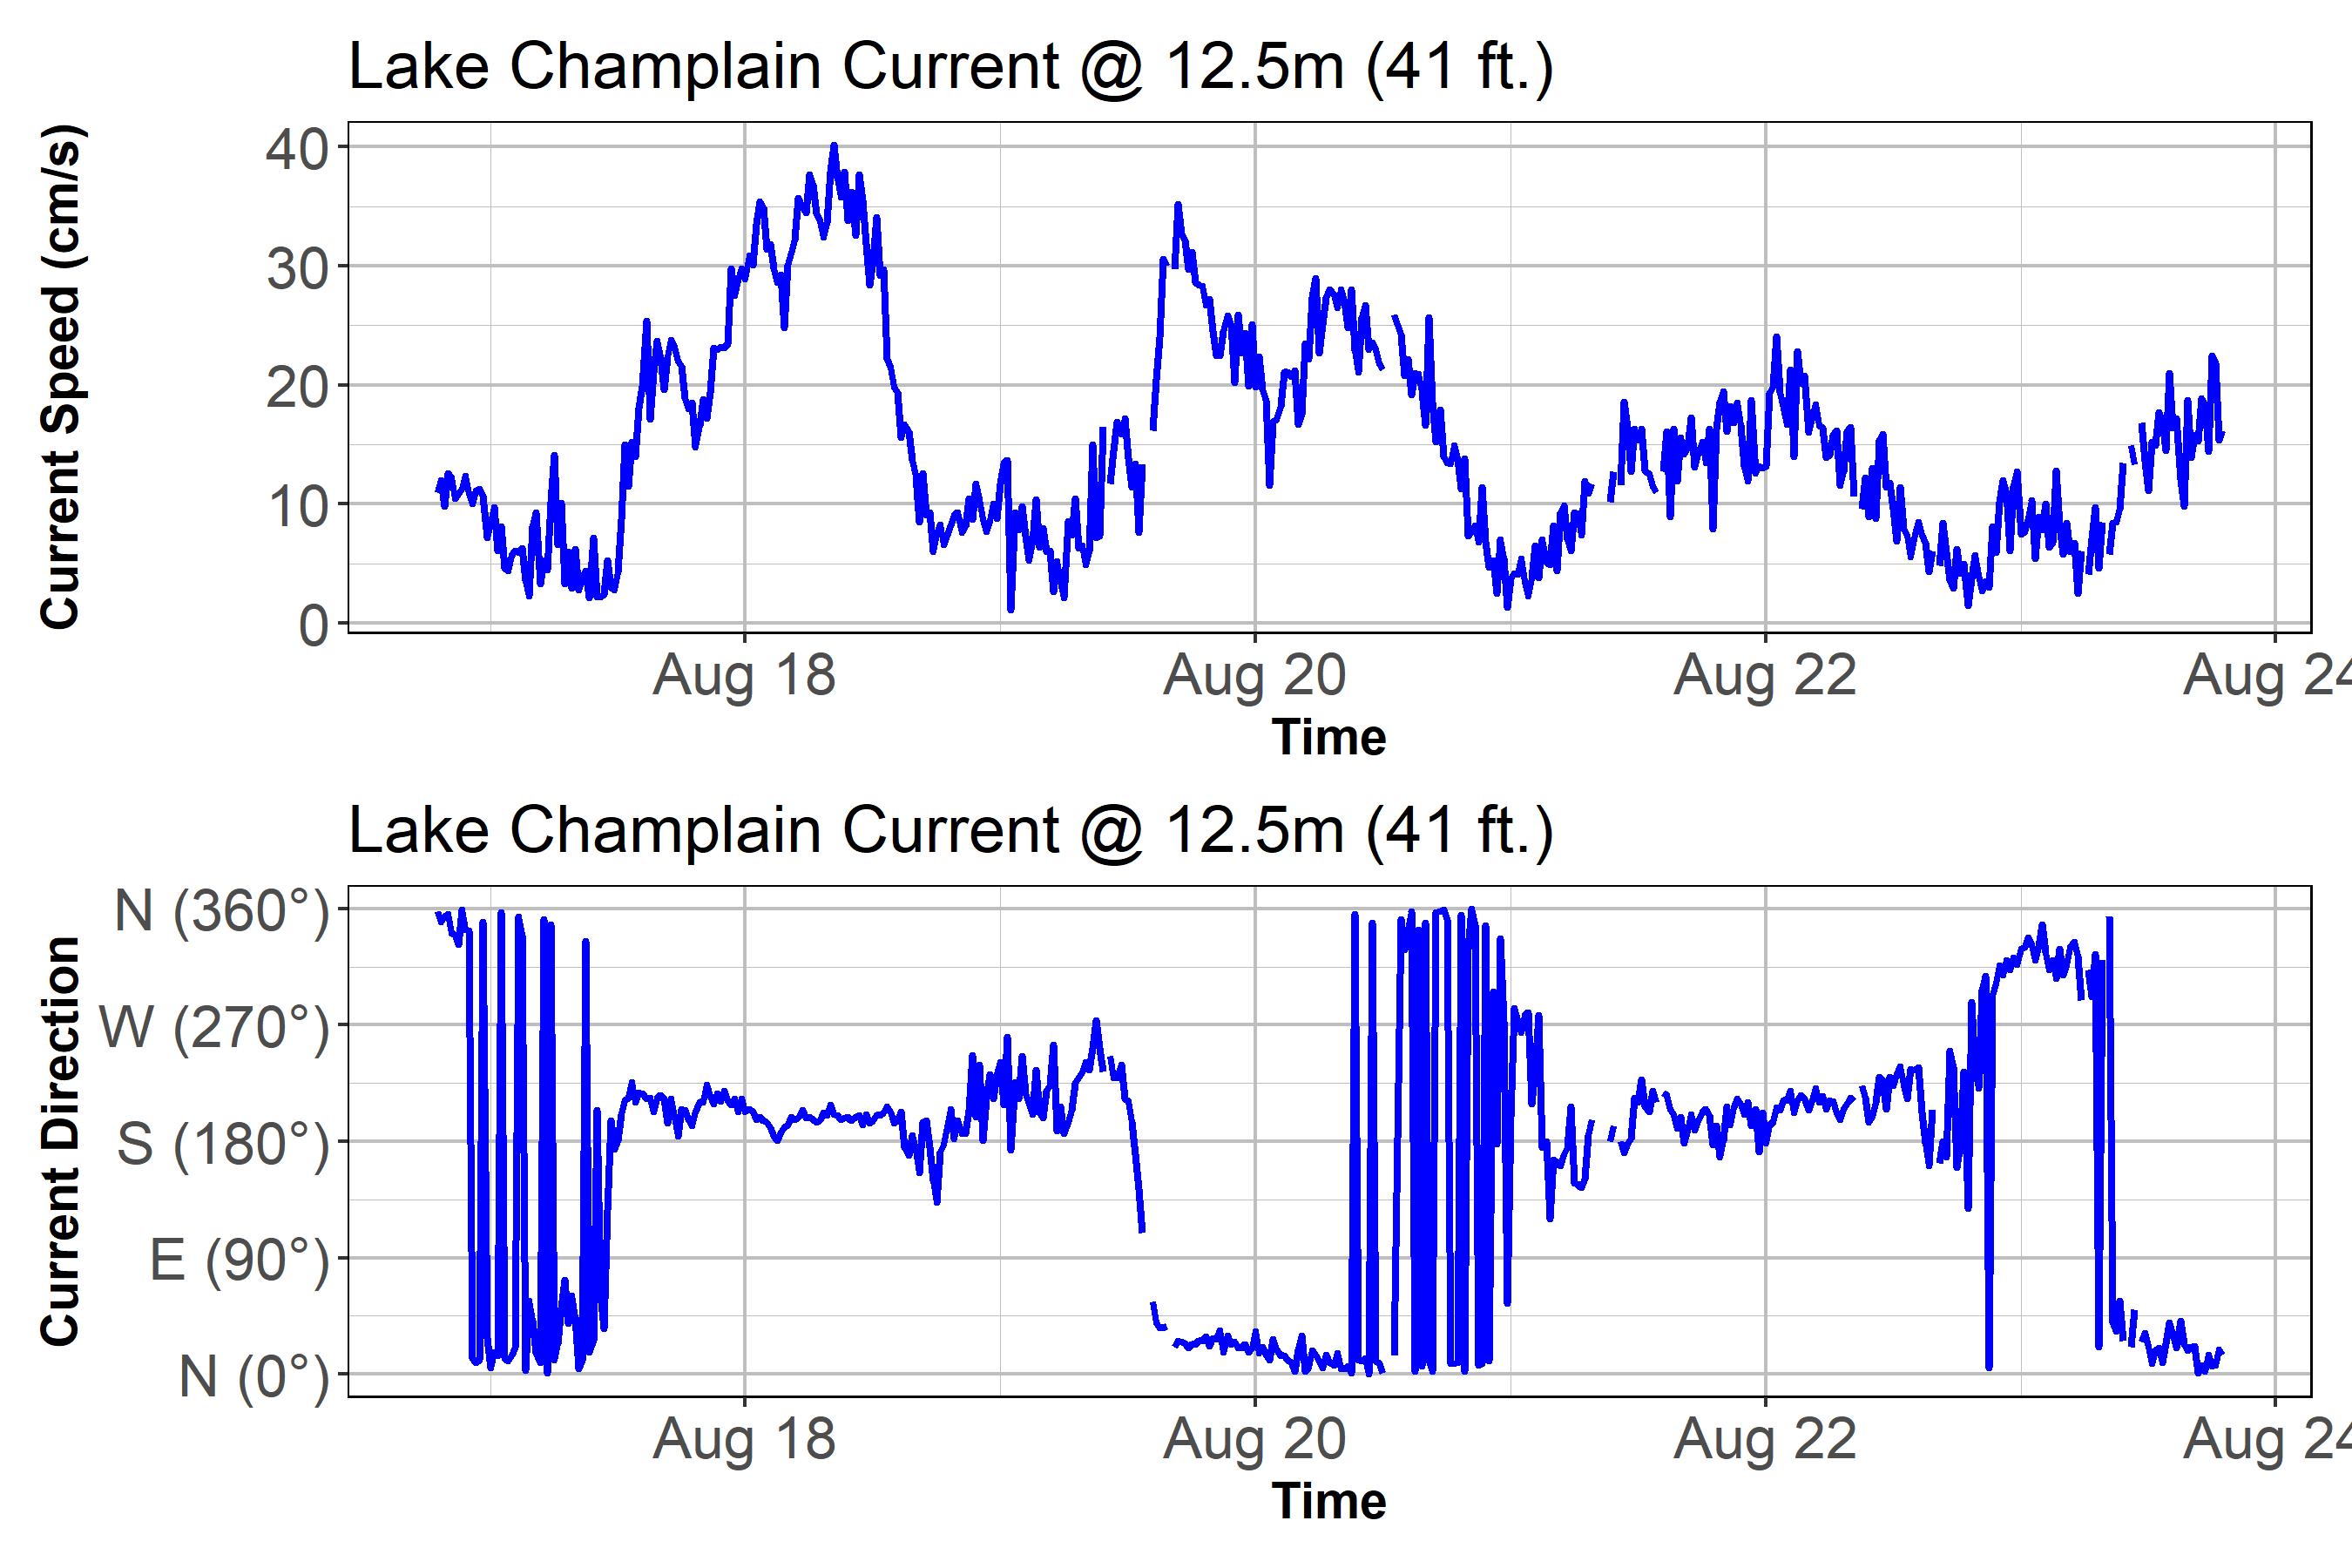 Lake Champlain Current @ 12.5m (41 ft.)
Current Speed (cm/s)
40
30
20
10
0
Aug 18 Aug 20 Aug 22 Aug 24
Time
Lake Champlain Current @ 12.5m (41 ft.)
Current Direction
N (360°)
W (270°)
S (180°)
E (90°)
N (0°)
Aug 18 Aug 20 Aug 22 Aug 24
Time